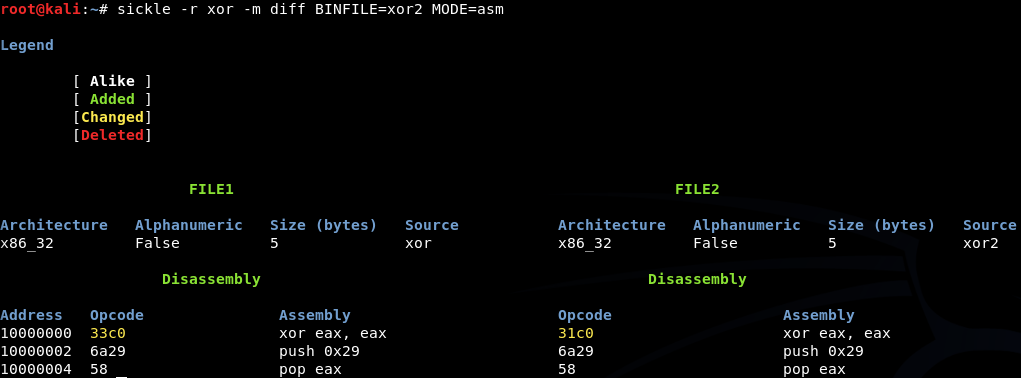 root@kali:~# sickle -r xor -m diff BINFILE=xor2 MODE=asm
Legend
[ Alike ]
[ Added ]
[Changed]
[Deleted]
FILE1 FILE2
Architecture Alphanumeric Size (bytes) Source Architecture Alphanumeric Size (bytes) Source
x86_32 False 5 xor x86_32 False 5 xor2
Disassembly Disassembly
Address Opcode Assembly Opcode Assembly
10000000 33c0 xor eax, eax 31c0 xor eax, eax
10000002 6a29 push 0x29 6a29 push 0x29
10000004 58 pop eax 58 pop eax